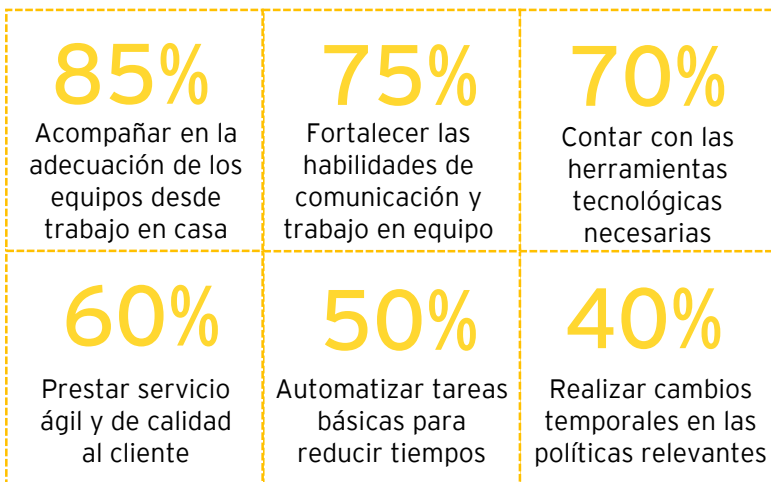 85%
Acompañar en la
adecuación de los
equipos desde
trabajo en casa
75%
Fortalecer las
habilidades de
comunicación y
trabajo en equipo
70%
Contar con las
herramientas
tecnológicas
necesarias
60%
Prestar servicio
ágil y de calidad
al cliente
50%
Automatizar tareas
básicas para
reducir tiempos
40%
Realizar cambios
temporales en las
políticas relevantes